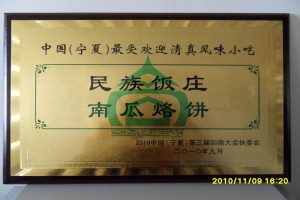 中国(宁夏)最受欢迎清真风味小吃
民族饭庄
南瓜烙饼
2010中国(宁夏)第三届回商大会执委会
二〇一〇年九月
2010/11/09 16:20